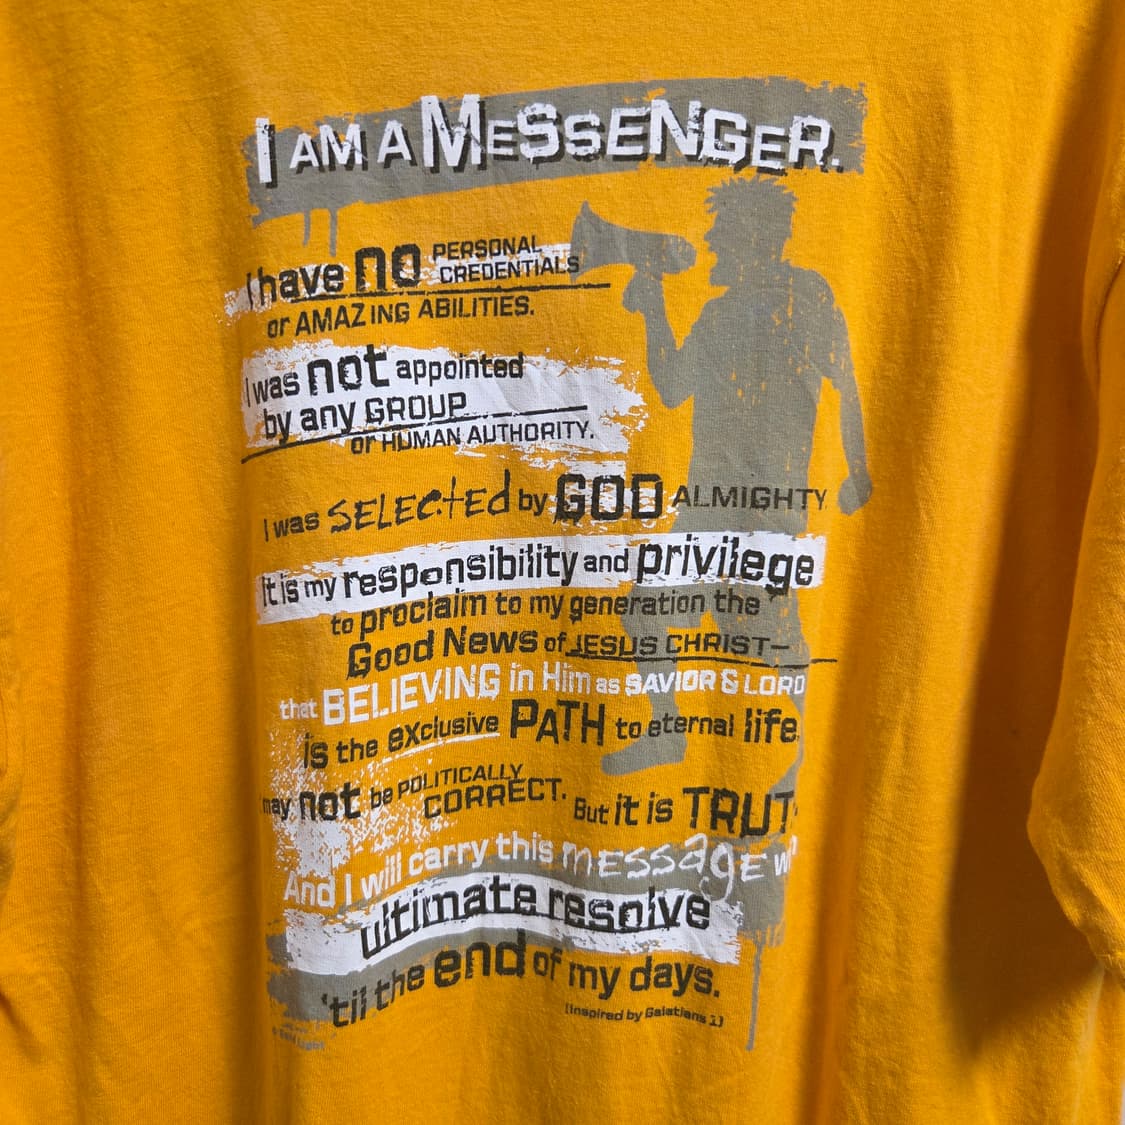 I AM A MESSENGER.
I have no PERSONAL
CREDENTIALS
or AMAZING ABILITIES.
I was not appointed
by any GROUP
or HUMAN AUTHORITY.
I was SELECTED by GOD ALMIGHTY
It is my responsibility and privilege
to proclaim to my generation the
Good News of JESUS CHRIST—
that BELIEVING in Him as SAVIOR & LORD
is the exclusive PATH to eternal life
may not be POLITICALLY
CORRECT. But it is TRUT
And I will carry this message
ultimate resolve
'til the end of my days.
(Inspired by Galatians 1)